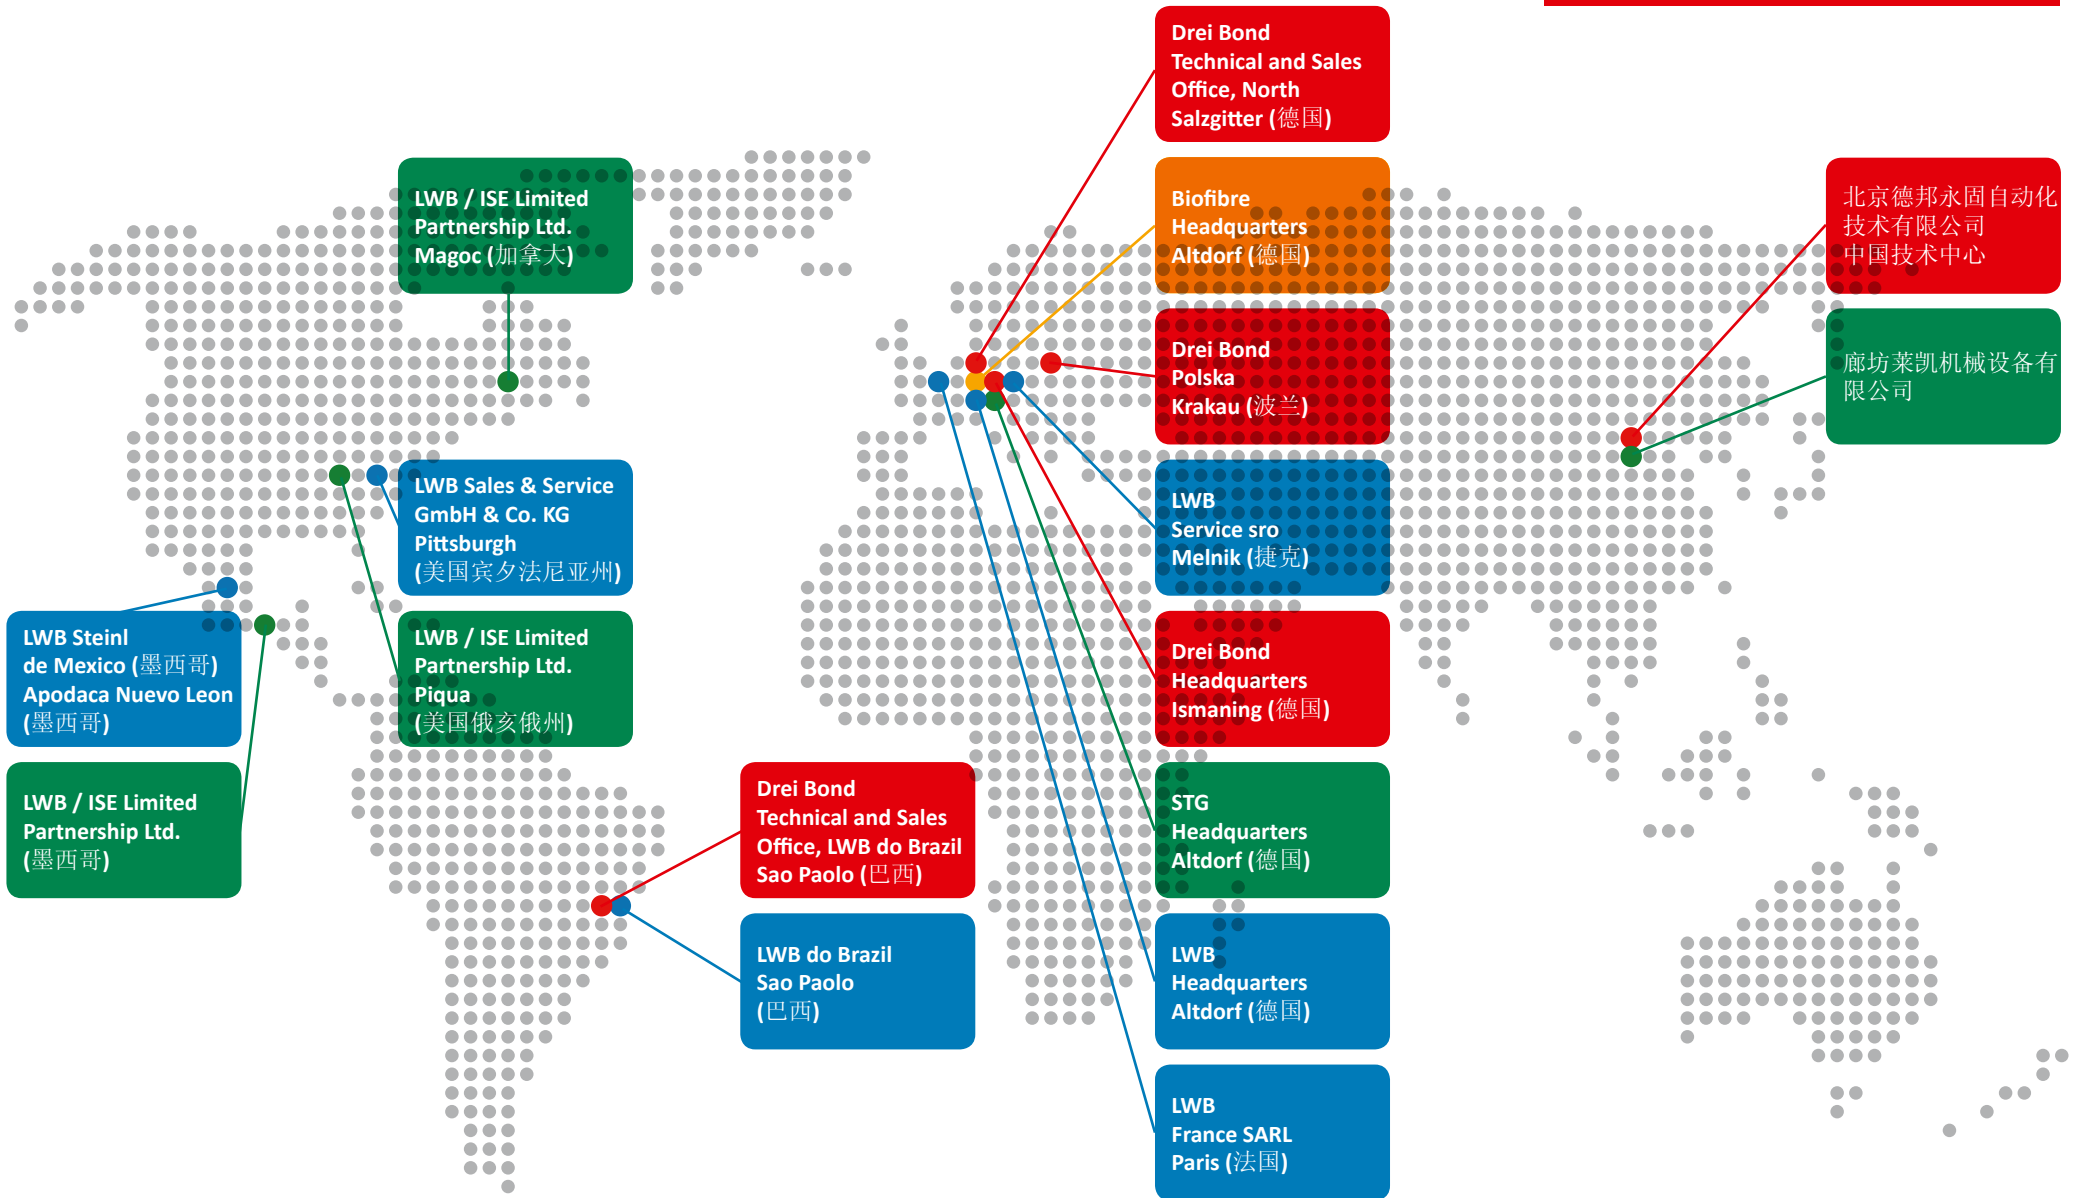 LWB / ISE Limited
Partnership Ltd.
Magoc (加拿大)
LWB Sales & Service
GmbH & Co. KG
Pittsburgh
(美国宾夕法尼亚州)
LWB Steinl
de Mexico (墨西哥)
Apodaca Nuevo Leon
(墨西哥)
LWB / ISE Limited
Partnership Ltd.
Piqua
(美国俄亥俄州)
LWB / ISE Limited
Partnership Ltd.
(墨西哥)
Drei Bond
Technical and Sales
Office, LWB do Brazil
Sao Paolo (巴西)
LWB do Brazil
Sao Paolo
(巴西)
Drei Bond
Technical and Sales
Office, North
Salzgitter (德国)
Biofibre
Headquarters
Altdorf (德国)
Drei Bond
Polska
Krakau (波兰)
LWB
Service sro
Melnik (捷克)
Drei Bond
Headquarters
Ismaning (德国)
STG
Headquarters
Altdorf (德国)
LWB
Headquarters
Altdorf (德国)
LWB
France SARL
Paris (法国)
北京德邦永固自动化
技术有限公司
中国技术中心
廊坊莱凯机械设备有
限公司